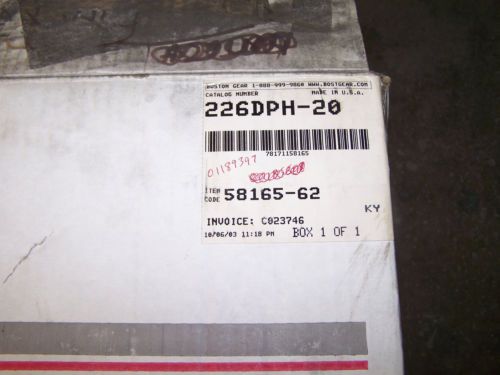 BOSTON GEAR 1-888-999-9860 WWW.BOSTGEAR.COM
CATALOG NUMBER MADE IN U.S.A.
226DPH-20
78171158165
01189397
ITEM CODE 58165-62
KY
INVOICE: C023746
10/06/03 11:18 PM BOX 1 OF 1